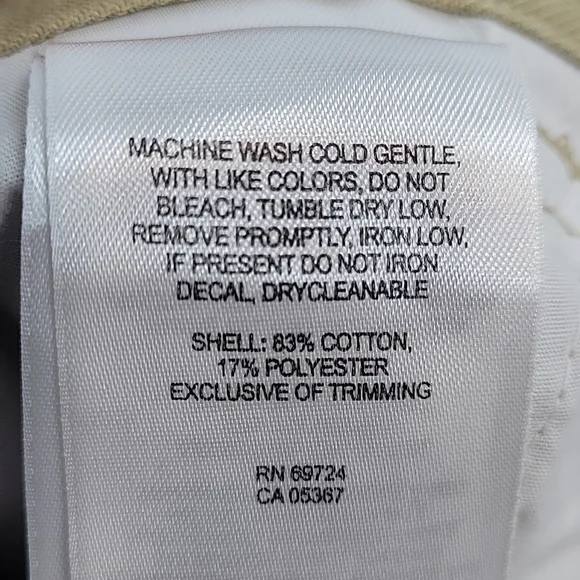 MACHINE WASH COLD GENTLE,
WITH LIKE COLORS, DO NOT
BLEACH, TUMBLE DRY LOW,
REMOVE PROMPTLY, IRON LOW,
IF PRESENT DO NOT IRON
DECAL, DRYCLEANABLE
SHELL: 83% COTTON,
17% POLYESTER
EXCLUSIVE OF TRIMMING
RN 69724
CA 05367